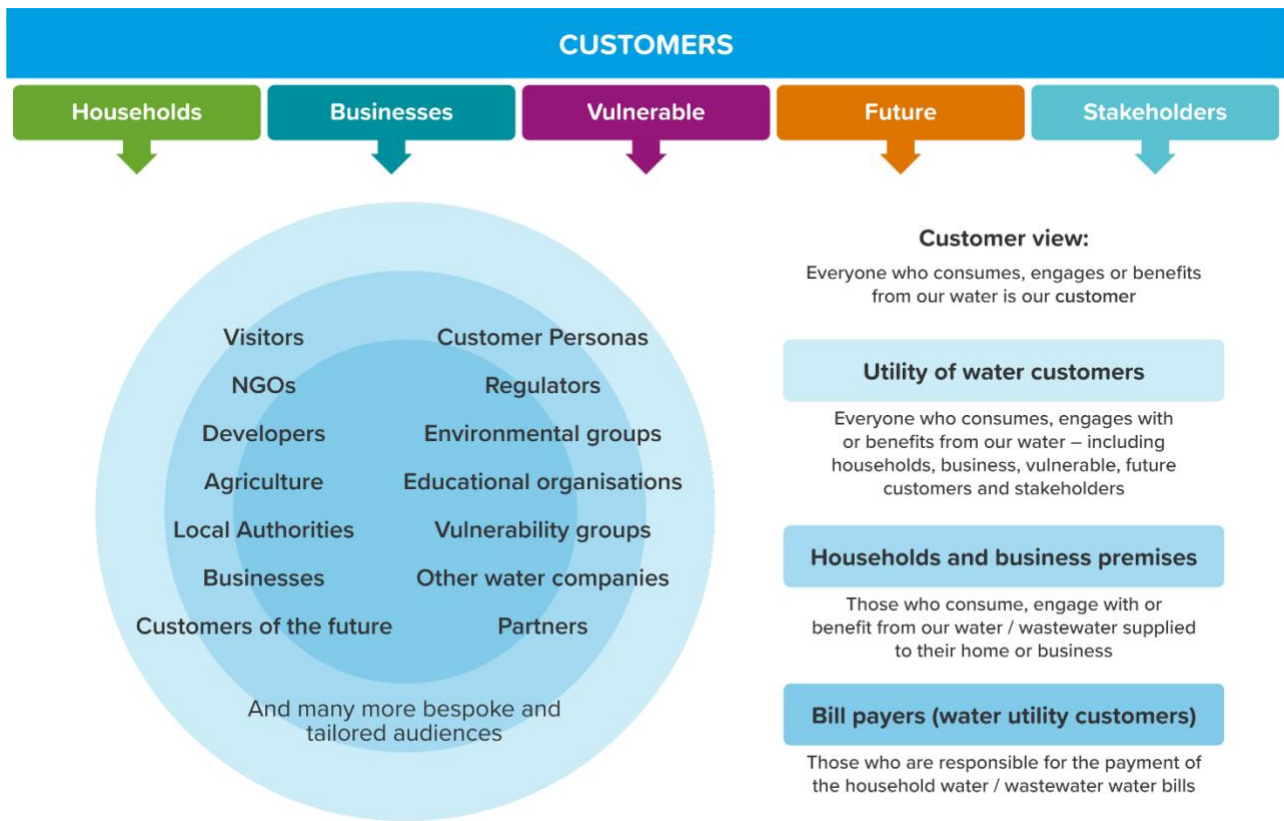 CUSTOMERS
Households
Businesses
Vulnerable
Future
Stakeholders
Visitors
NGOs
Developers
Agriculture
Local Authorities
Businesses
Customers of the future
Customer Personas
Regulators
Environmental groups
Educational organisations
Vulnerability groups
Other water companies
Partners
And many more bespoke and
tailored audiences
Customer view:
Everyone who consumes, engages or benefits
from our water is our customer
Utility of water customers
Everyone who consumes, engages with
or benefits from our water – including
households, business, vulnerable, future
customers and stakeholders
Households and business premises
Those who consume, engage with or
benefit from our water / wastewater supplied
to their home or business
Bill payers (water utility customers)
Those who are responsible for the payment of
the household water / wastewater water bills